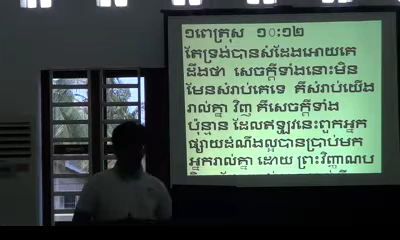 ១ពេត្រុស ១០:១២
តែទ្រង់បានសំដែងអោយគេ
ដឹងថា សេចក្តីទាំងនោះមិន
មែនសំរាប់គេទេ គឺសំរាប់យើង
រាល់គ្នា វិញ គឺសេចក្តីទាំង
ប៉ុន្មាន ដែលឥឡូវនេះពួកអ្នក
ផ្សាយដំណឹងល្អបានប្រាប់មក
អ្នករាល់គ្នា ដោយ ព្រះវិញ្ញាណប